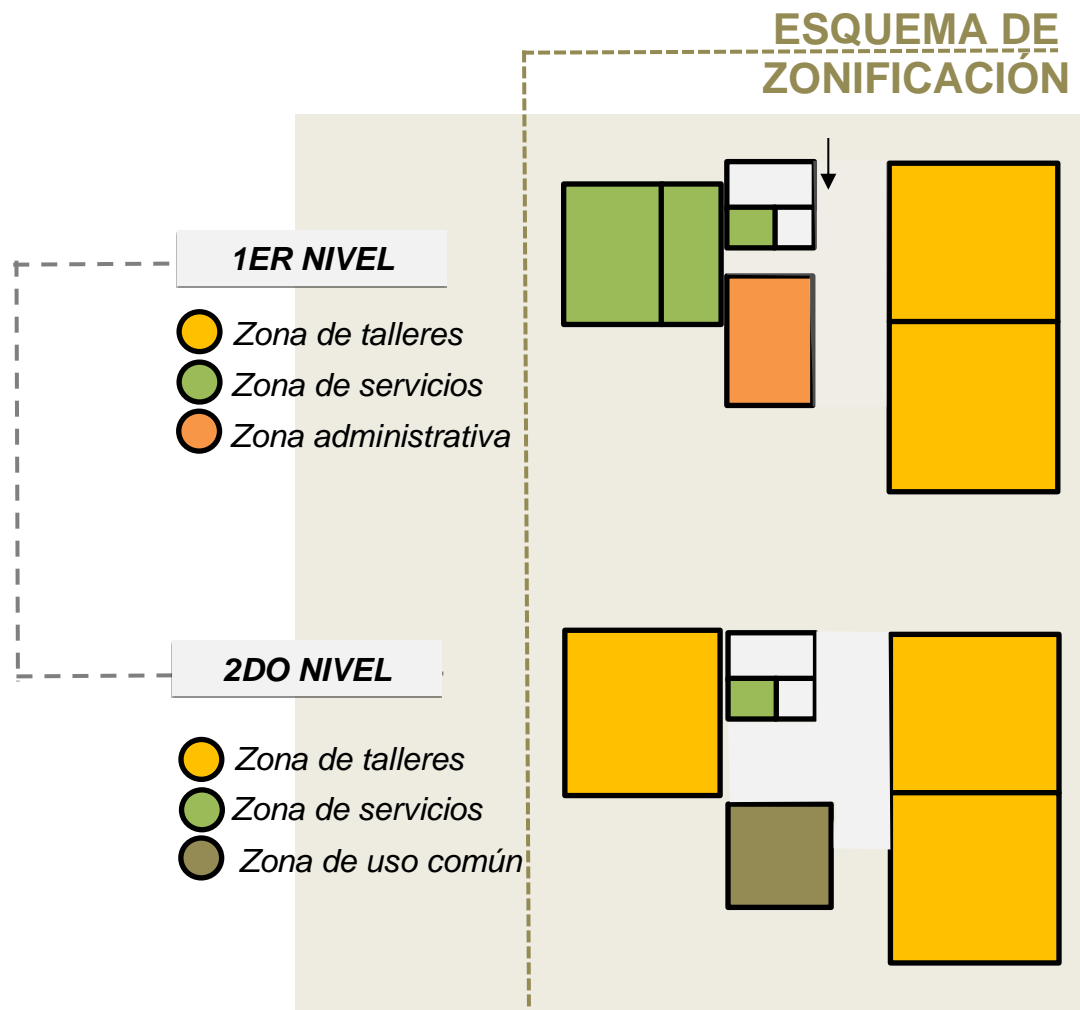 ESQUEMA DE
ZONIFICACIÓN
1ER NIVEL
Zona de talleres
Zona de servicios
Zona administrativa
2DO NIVEL
Zona de talleres
Zona de servicios
Zona de uso común